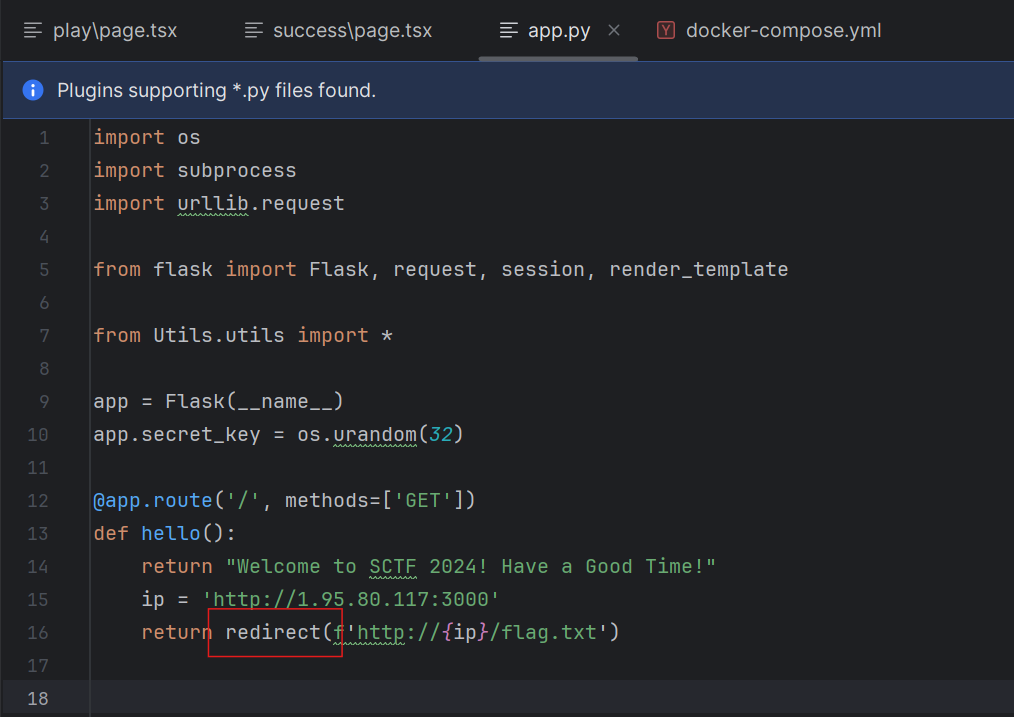 play\page.tsx success\page.tsx app.py docker-compose.yml
Plugins supporting *.py files found.
1 import os
2 import subprocess
3 import urllib.request
4
5 from flask import Flask, request, session, render_template
6
7 from Utils.utils import *
8
9 app = Flask(__name__)
10 app.secret_key = os.urandom(32)
11
12 @app.route('/', methods=['GET'])
13 def hello():
14     return "Welcome to SCTF 2024! Have a Good Time!"
15     ip = 'http://1.95.80.117:3000'
16     return redirect(f'http://{ip}/flag.txt')
17
18